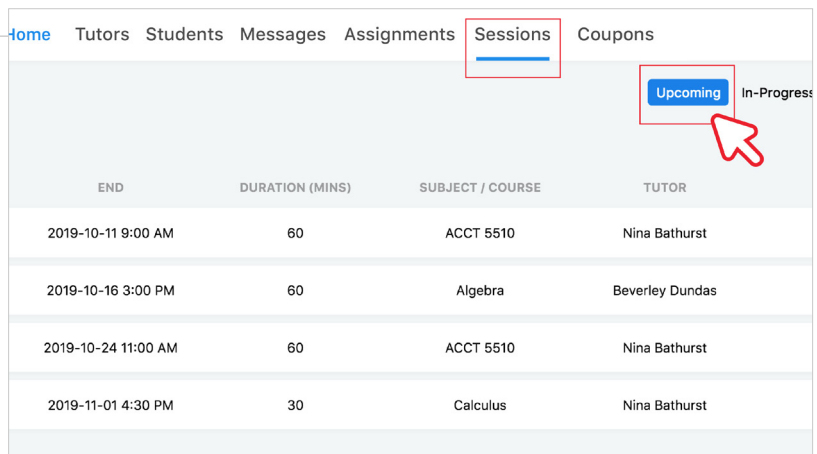 Home Tutors Students Messages Assignments Sessions Coupons
Upcoming In-Progress
END DURATION (MINS) SUBJECT / COURSE TUTOR
2019-10-11 9:00 AM 60 ACCT 5510 Nina Bathurst
2019-10-16 3:00 PM 60 Algebra Beverley Dundas
2019-10-24 11:00 AM 60 ACCT 5510 Nina Bathurst
2019-11-01 4:30 PM 30 Calculus Nina Bathurst